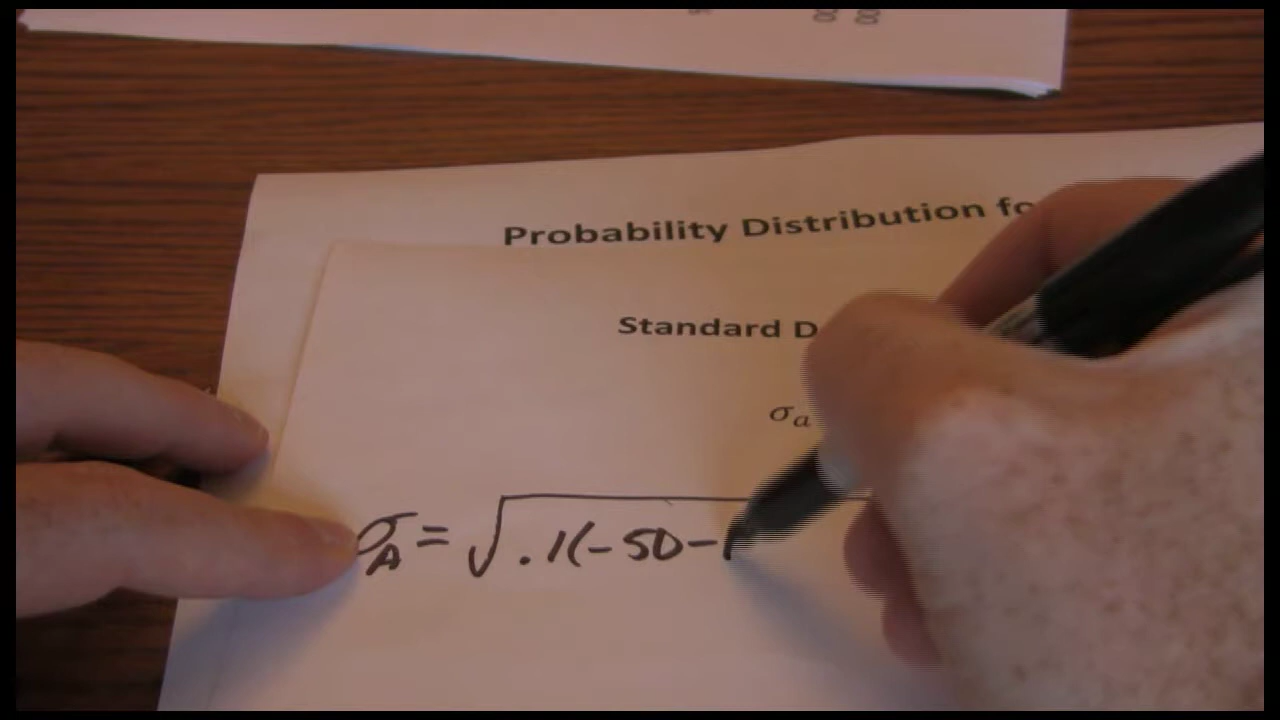 Probability Distribution fo
Standard D
σa
σA = √.1(-50-